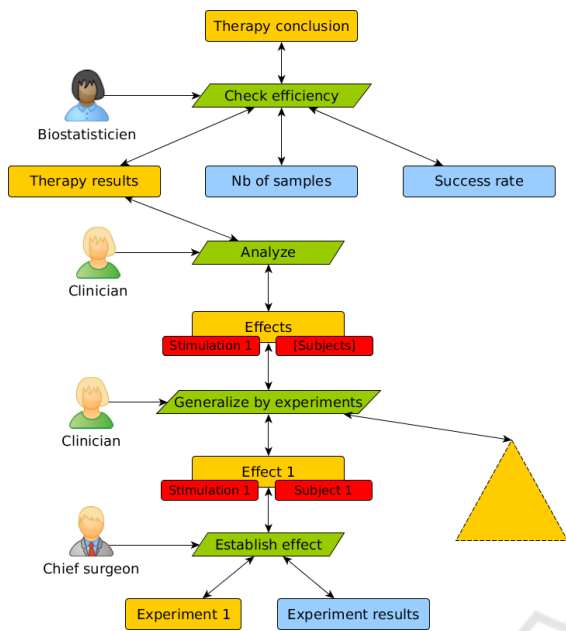 Therapy conclusion
Check efficiency
Biostatisticien
Therapy results
Nb of samples
Success rate
Analyze
Clinician
Effects
Stimulation 1
[Subjects]
Generalize by experiments
Clinician
Effect 1
Stimulation 1
Subject 1
Establish effect
Chief surgeon
Experiment 1
Experiment results